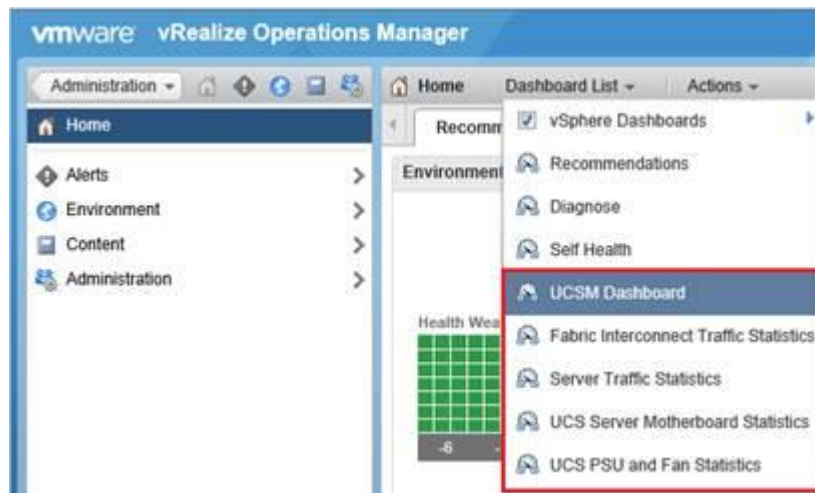 vmware vRealize Operations Manager
Administration
Home Dashboard List Actions
Home
Alerts
Environment
Content
Administration
Recomm
Environment
Health Wea
-6
vSphere Dashboards
Recommendations
Diagnose
Self Health
UCSM Dashboard
Fabric Interconnect Traffic Statistics
Server Traffic Statistics
UCS Server Motherboard Statistics
UCS PSU and Fan Statistics